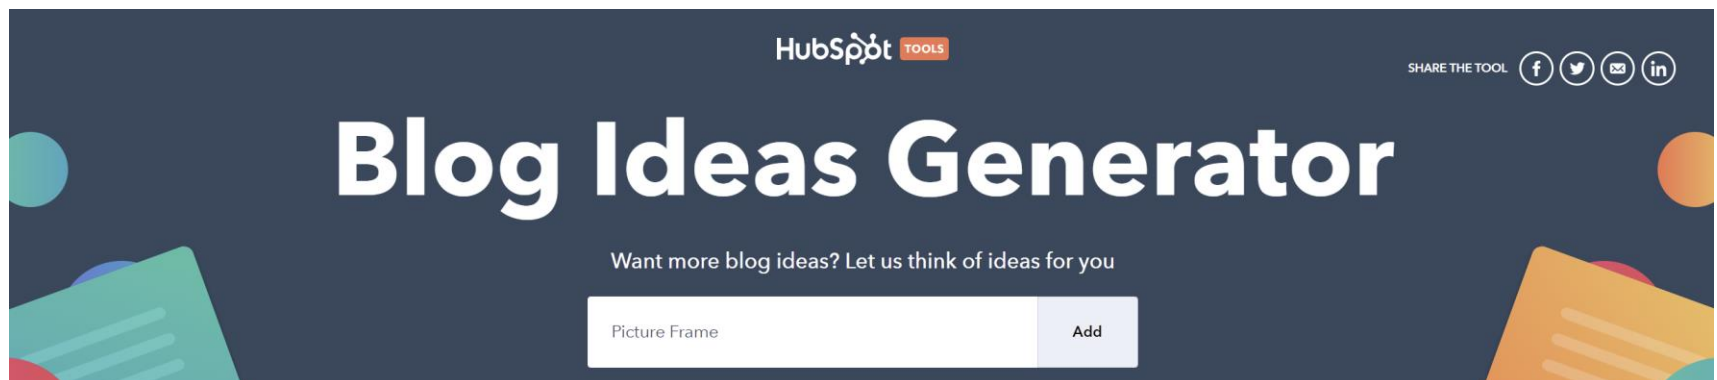 HubSpot TOOLS
SHARE THE TOOL
Blog Ideas Generator
Want more blog ideas? Let us think of ideas for you
Picture Frame
Add